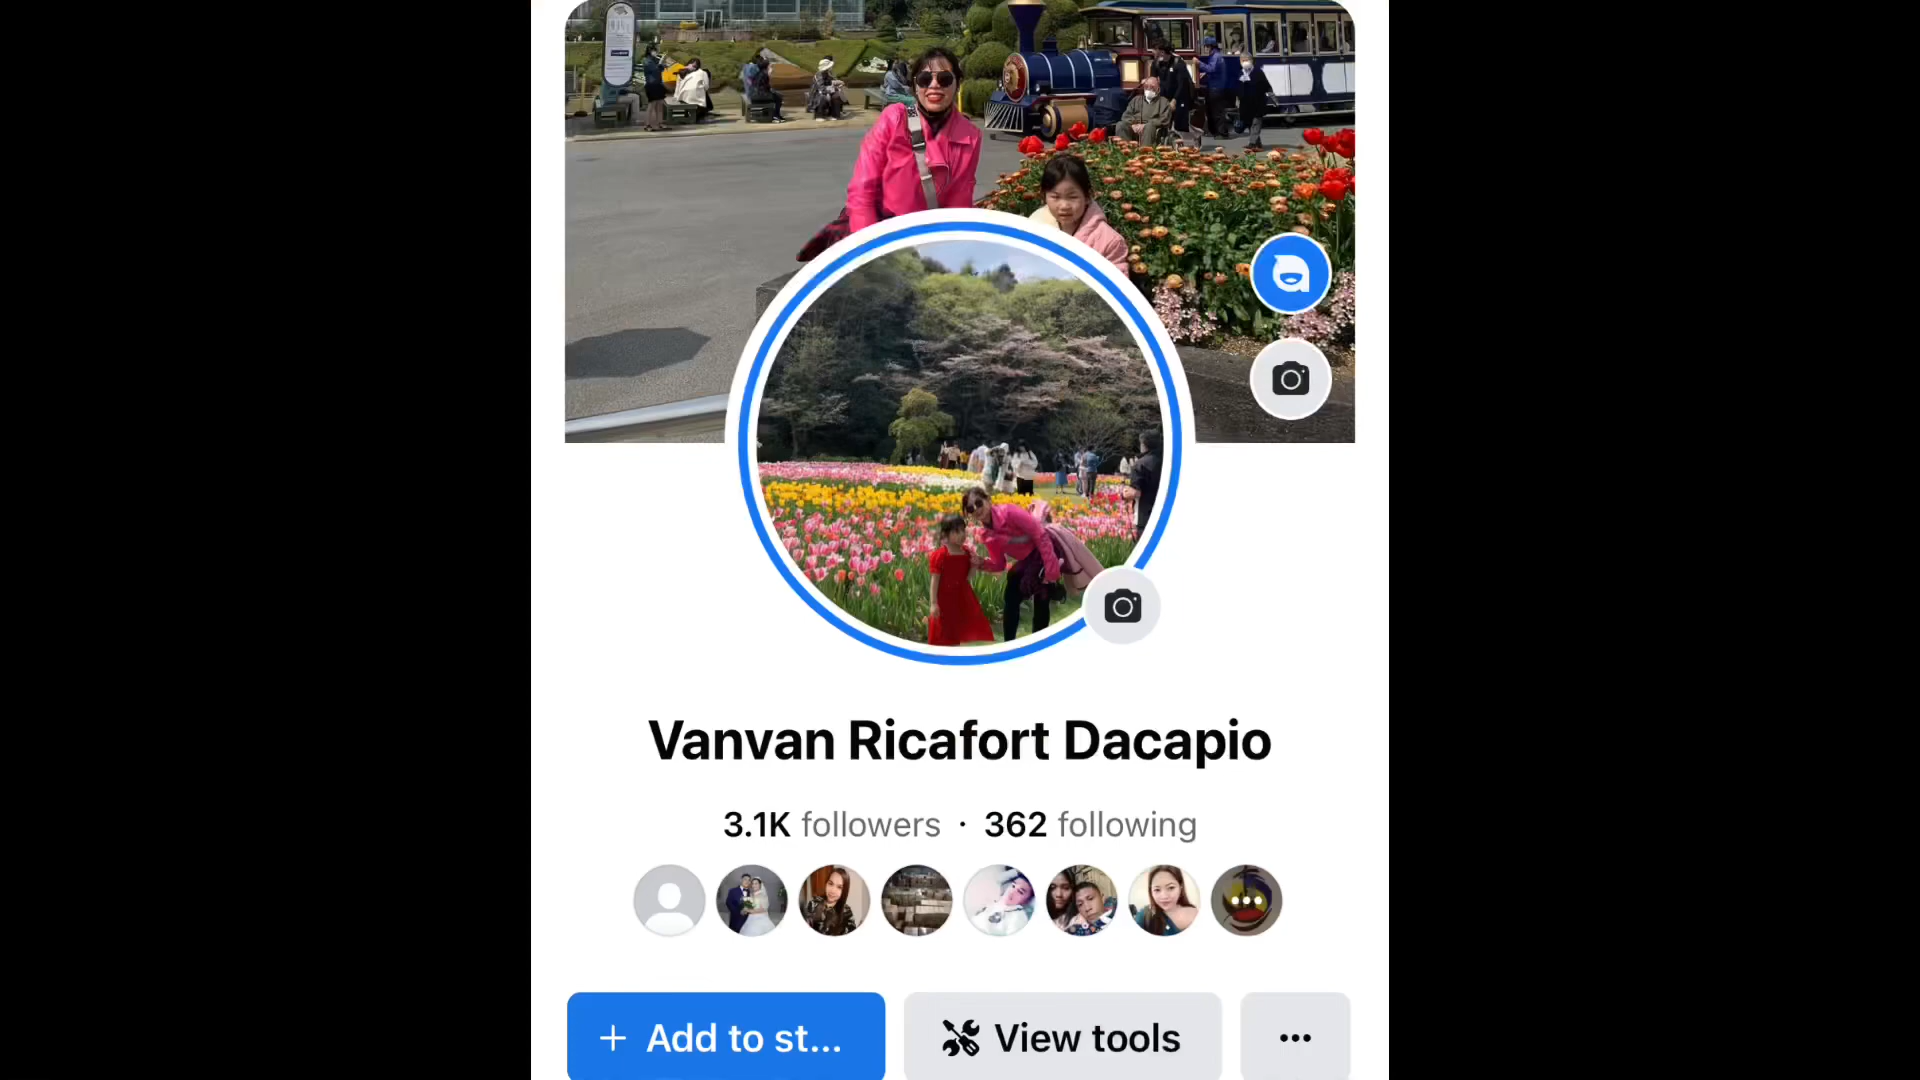 Vanvan Ricafort Dacapio
3.1K followers · 362 following
+ Add to st...
View tools